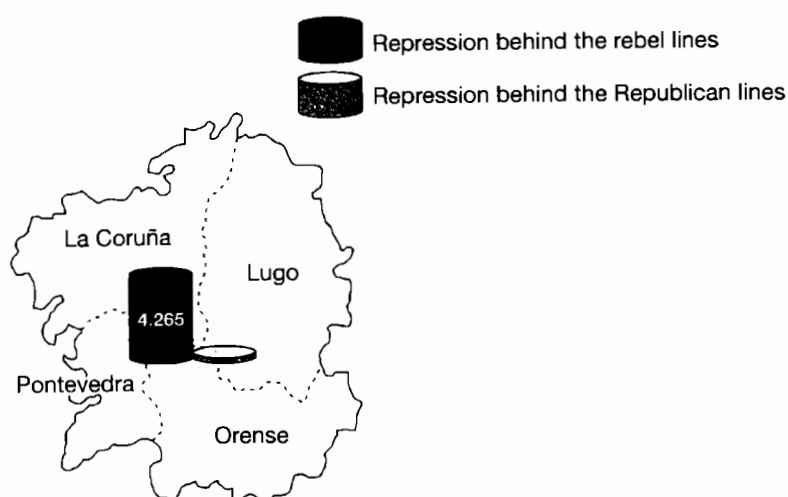 Repression behind the rebel lines
Repression behind the Republican lines
La Coruña
Lugo
4.265
Pontevedra
Orense